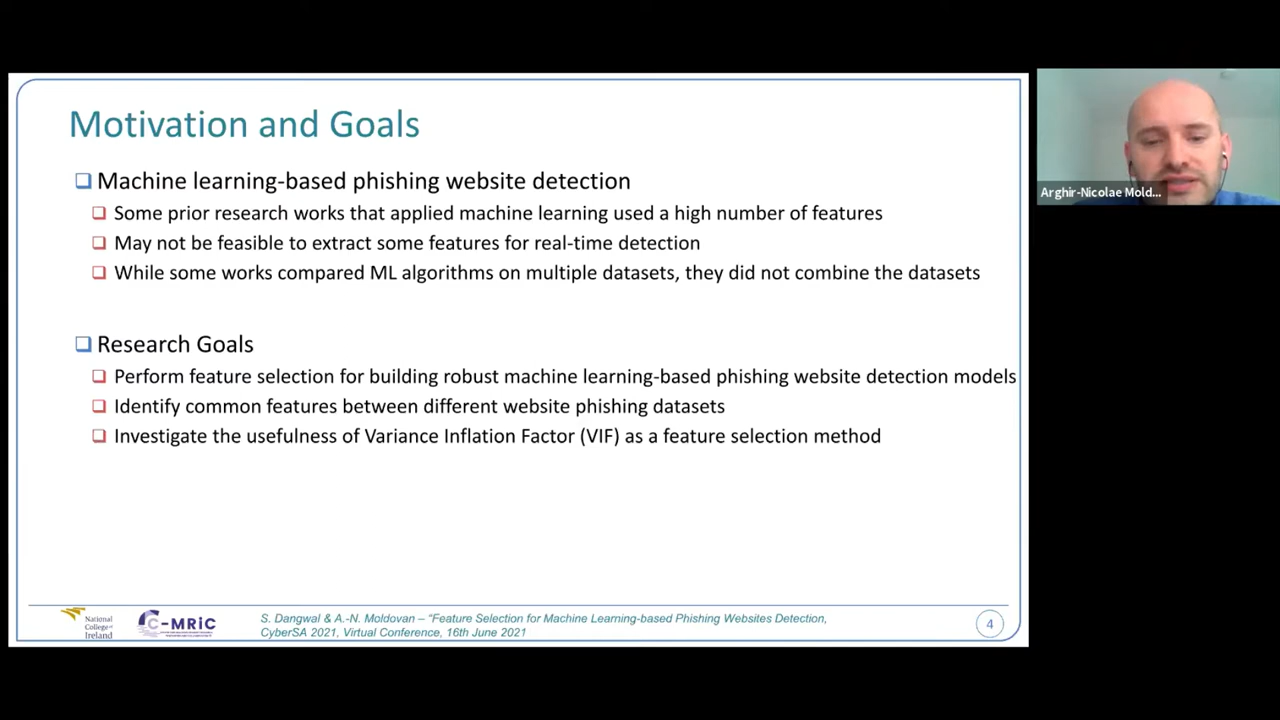 Motivation and Goals
Machine learning-based phishing website detection
Some prior research works that applied machine learning used a high number of features
May not be feasible to extract some features for real-time detection
While some works compared ML algorithms on multiple datasets, they did not combine the datasets
Research Goals
Perform feature selection for building robust machine learning-based phishing website detection models
Identify common features between different website phishing datasets
Investigate the usefulness of Variance Inflation Factor (VIF) as a feature selection method
National
College of
Ireland
C-MRiC
S. Dangwal & A.-N. Moldovan – “Feature Selection for Machine Learning-based Phishing Websites Detection,
CyberSA 2021, Virtual Conference, 16th June 2021
4
Arghir-Nicolae Mold...